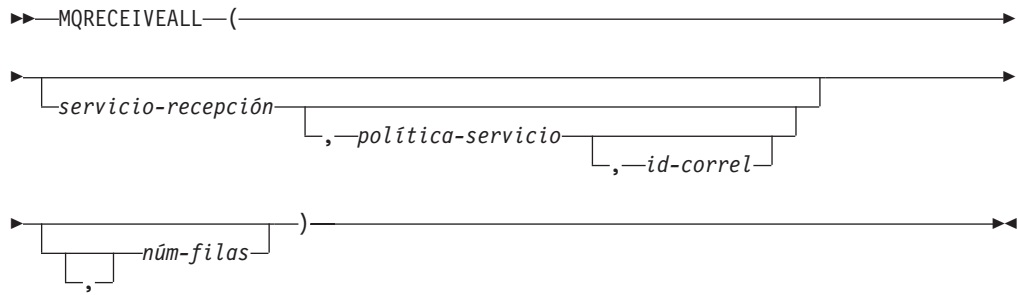 MQRECEIVEALL (
servicio-recepción
, política-servicio
, id-correl
)
núm-filas
,